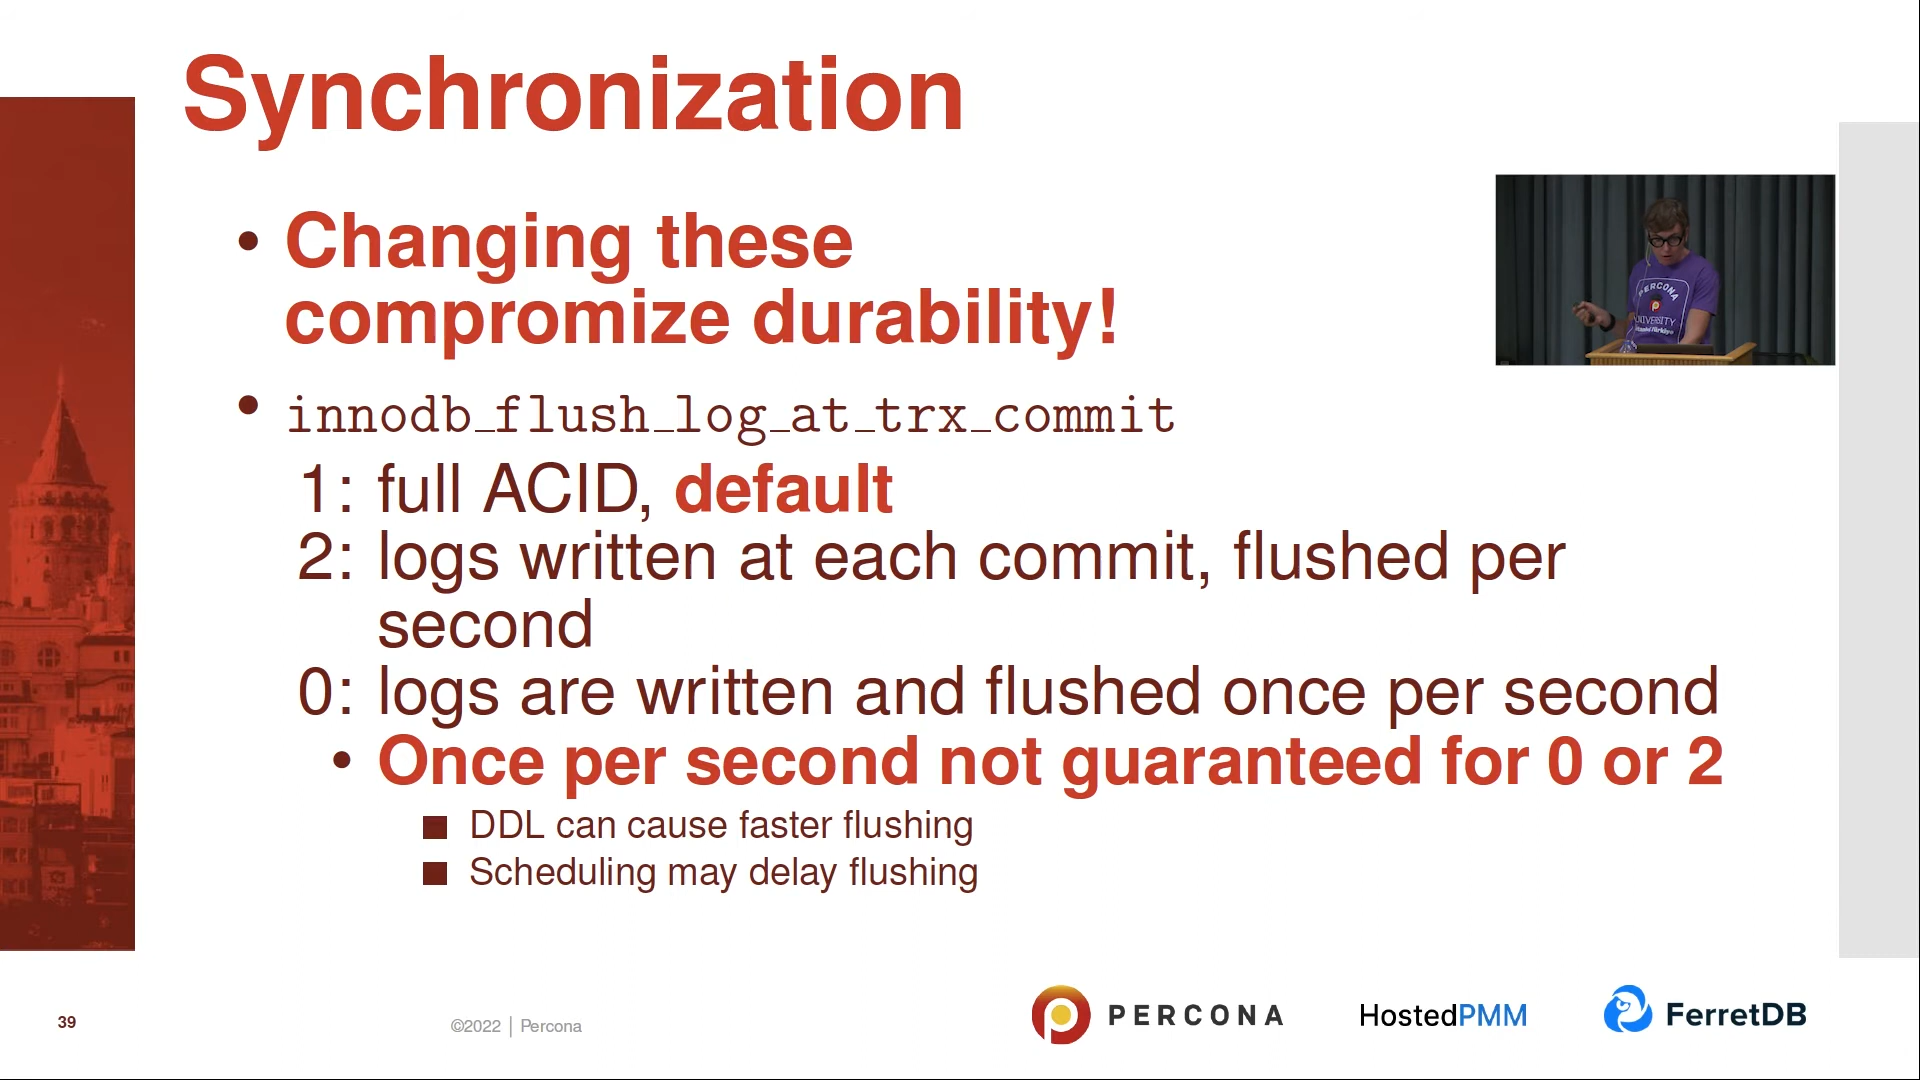 Synchronization
• Changing these
compromize durability!
• innodb_flush_log_at_trx_commit
1: full ACID, default
2: logs written at each commit, flushed per
second
0: logs are written and flushed once per second
• Once per second not guaranteed for 0 or 2
■ DDL can cause faster flushing
■ Scheduling may delay flushing
PERCONA
UNIVERSITY
39
©2022 | Percona
PERCONA
HostedPMM
FerretDB